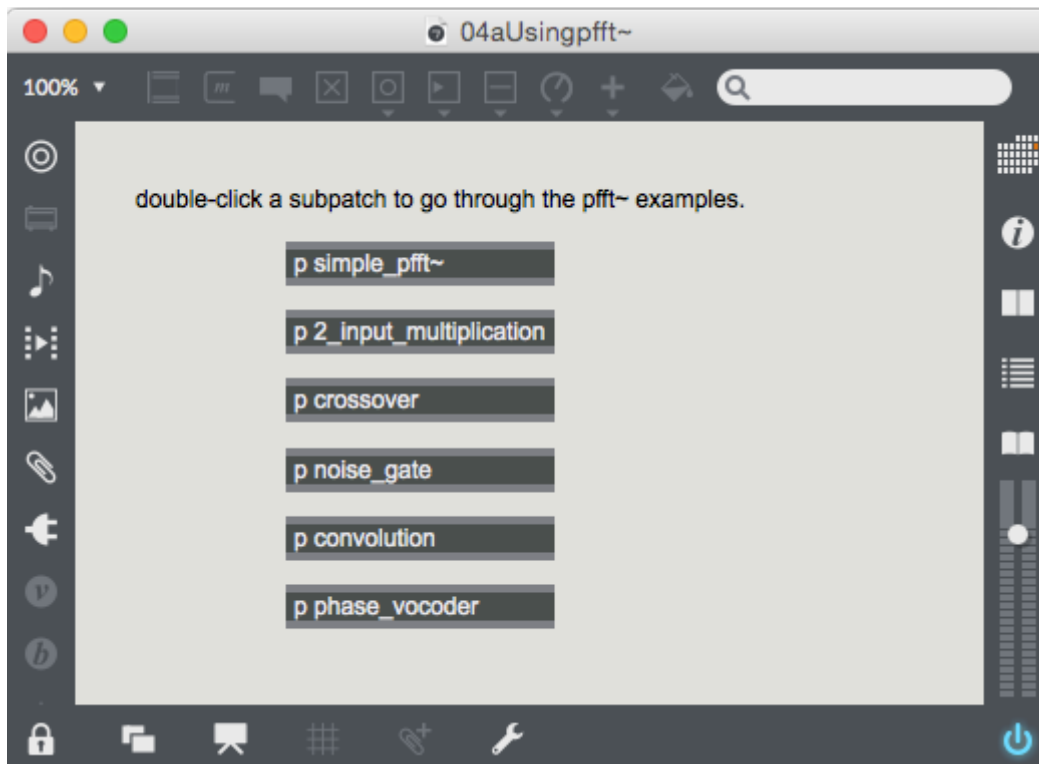 04aUsingpfft~
100%
double-click a subpatch to go through the pfft~ examples.
p simple_pfft~
p 2_input_multiplication
p crossover
p noise_gate
p convolution
p phase_vocoder